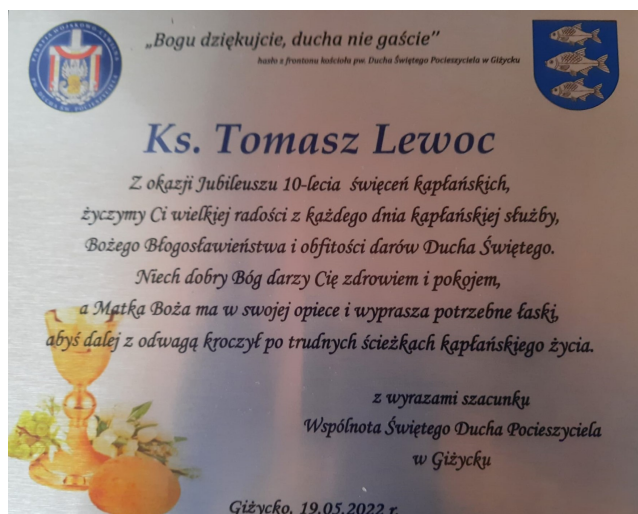 „Bogu dziękujcie, ducha nie gaście"
hasło z frontonu kościoła pw. Ducha Świętego Pocieszyciela w Giżycku
Ks. Tomasz Lewoc
Z okazji Jubileuszu 10-lecia święceń kapłańskich,
życzymy Ci wielkiej radości z każdego dnia kapłańskiej służby,
Bożego Błogosławieństwa i obfitości darów Ducha Świętego.
Niech dobry Bóg darzy Cię zdrowiem i pokojem,
a Matka Boża ma w swojej opiece i wyprasza potrzebne łaski,
abyś dalej z odwagą kroczył po trudnych ścieżkach kapłańskiego życia.
z wyrazami szacunku
Wspólnota Świętego Ducha Pocieszyciela
w Giżycku
Giżycko, 19.05.2022 r.